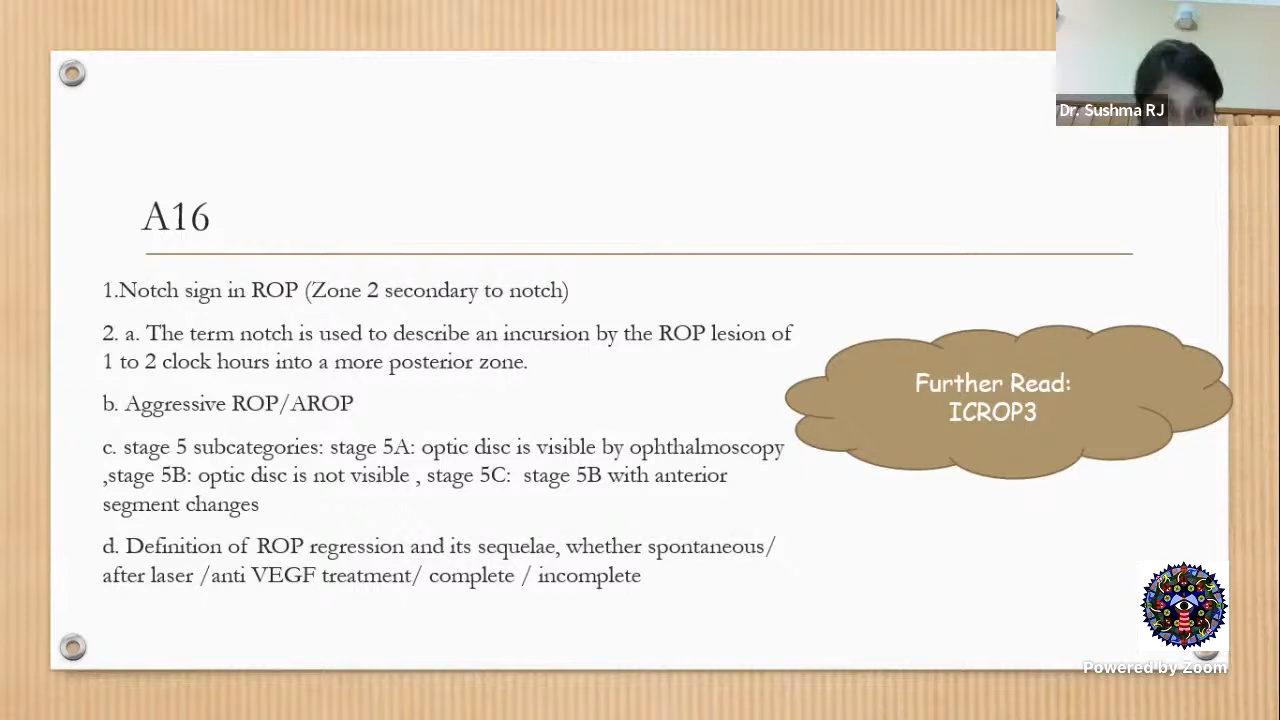 Dr. Sushma RJ
A16
1.Notch sign in ROP (Zone 2 secondary to notch)
2. a. The term notch is used to describe an incursion by the ROP lesion of
1 to 2 clock hours into a more posterior zone.
b. Aggressive ROP/AROP
c. stage 5 subcategories: stage 5A: optic disc is visible by ophthalmoscopy
,stage 5B: optic disc is not visible , stage 5C: stage 5B with anterior
segment changes
d. Definition of ROP regression and its sequelae, whether spontaneous/
after laser /anti VEGF treatment/ complete / incomplete
Further Read:
ICROP3
Powered by Zoom